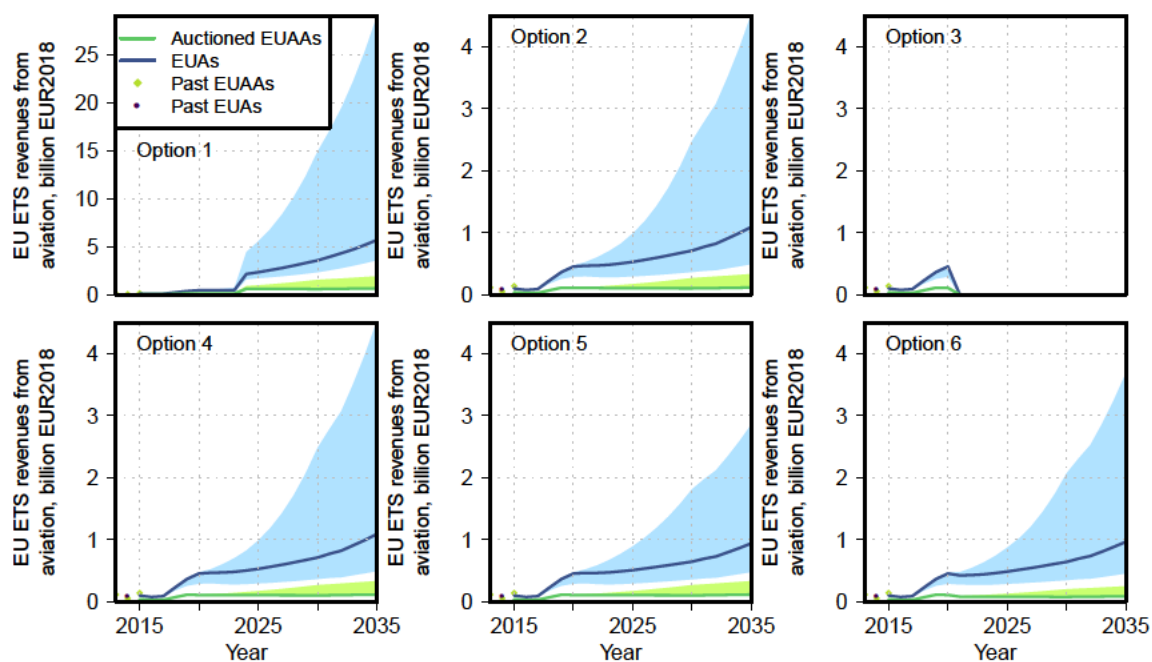 Auctioned EUAAs
EUAs
Past EUAAs
Past EUAs
Option 1
EU ETS revenues from
aviation, billion EUR2018
0
5
10
15
20
25
Option 2
EU ETS revenues from
aviation, billion EUR2018
0
1
2
3
4
Option 3
EU ETS revenues from
aviation, billion EUR2018
0
1
2
3
4
Option 4
EU ETS revenues from
aviation, billion EUR2018
0
1
2
3
4
2015 2025 2035
Year
Option 5
EU ETS revenues from
aviation, billion EUR2018
0
1
2
3
4
2015 2025 2035
Year
Option 6
EU ETS revenues from
aviation, billion EUR2018
0
1
2
3
4
2015 2025 2035
Year